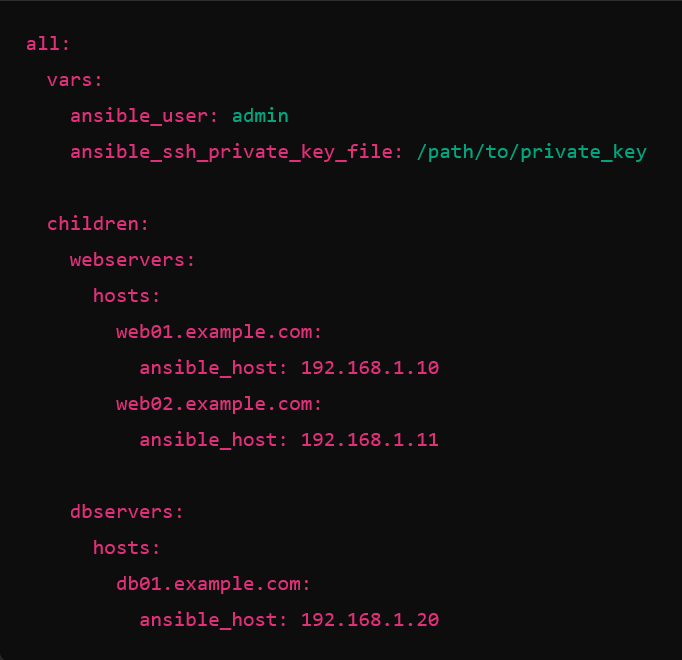 all:
  vars:
    ansible_user: admin
    ansible_ssh_private_key_file: /path/to/private_key

  children:
    webservers:
      hosts:
        web01.example.com:
          ansible_host: 192.168.1.10
        web02.example.com:
          ansible_host: 192.168.1.11

    dbservers:
      hosts:
        db01.example.com:
          ansible_host: 192.168.1.20